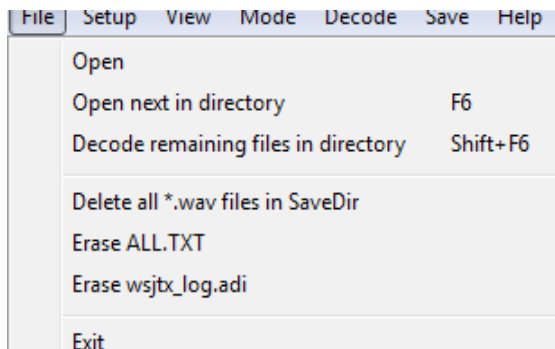 File Setup View Mode Decode Save Help
Open
Open next in directory F6
Decode remaining files in directory Shift+F6
Delete all *.wav files in SaveDir
Erase ALL.TXT
Erase wsjtx_log.adi
Exit